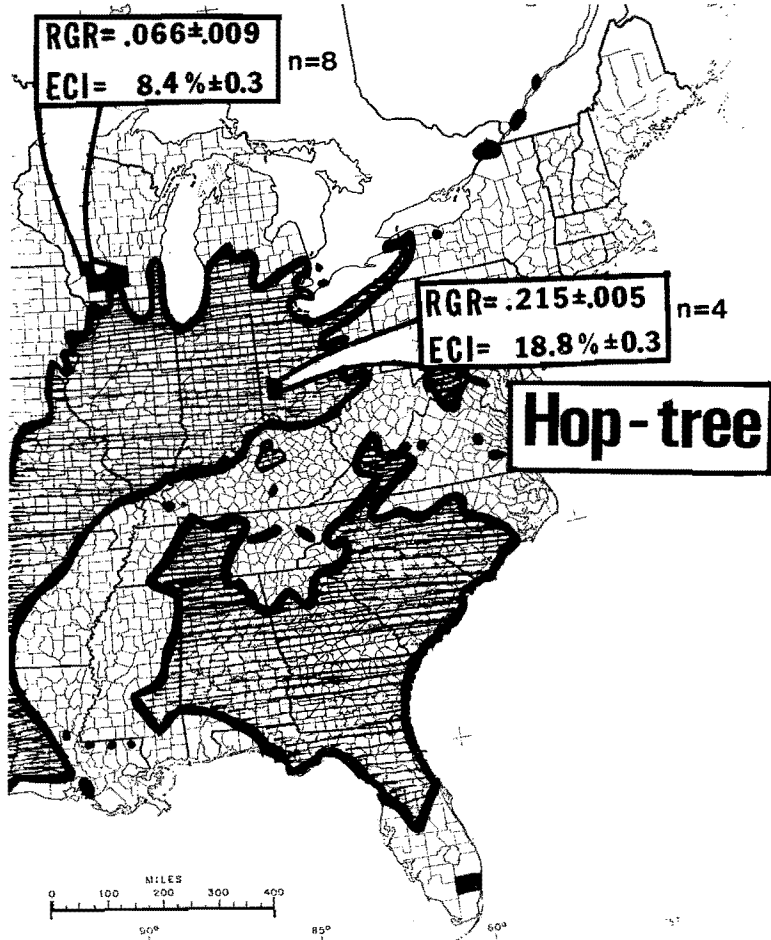 RGR= .066±.009
ECI= 8.4%±0.3
n=8
RGR= .215±.005
ECI= 18.8%±0.3
n=4
Hop-tree
MILES
0 100 200 300 400
90° 85° 80°